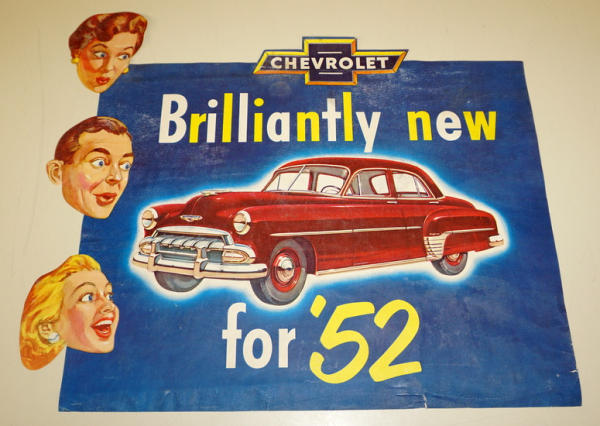 CHEVROLET
Brilliantly new
for '52